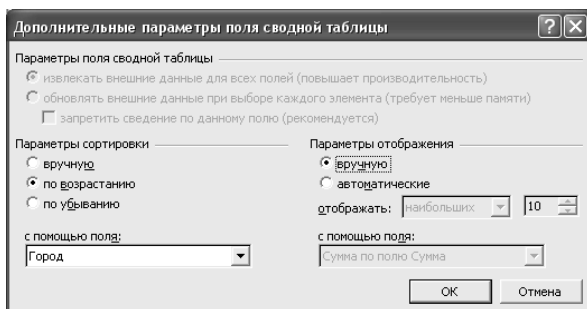 Дополнительные параметры поля сводной таблицы
Параметры поля сводной таблицы
извлекать внешние данные для всех полей (повышает производительность)
обновлять внешние данные при выборе каждого элемента (требует меньше памяти)
запретить сведение по данному полю (рекомендуется)
Параметры сортировки
вручную
по возрастанию
по убыванию
с помощью поля:
Город
Параметры отображения
вручную
автоматические
отображать: наибольших 10
с помощью поля:
Сумма по полю Сумма
ОК Отмена